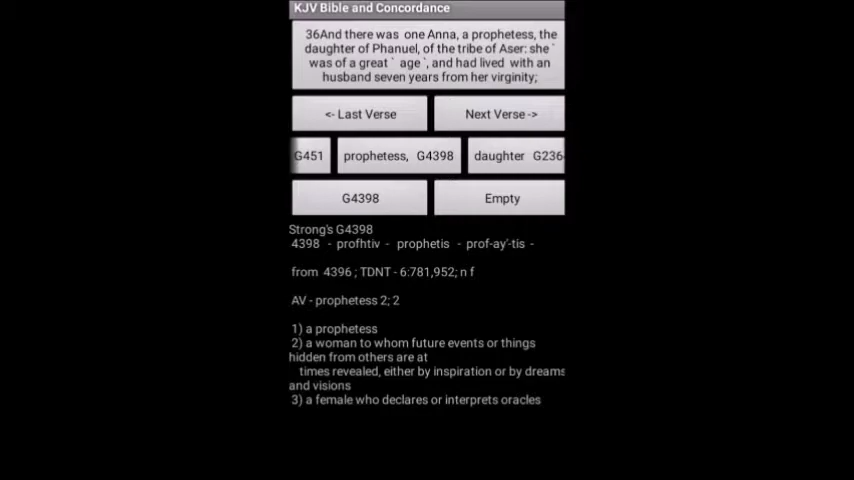 KJV Bible and Concordance
36And there was one Anna, a prophetess, the
daughter of Phanuel, of the tribe of Aser: she `
was of a great ` age `, and had lived with an
husband seven years from her virginity;
<- Last Verse
Next Verse ->
G451
prophetess, G4398
daughter G236
G4398
Empty
Strong's G4398
4398 - profhtiv - prophetis - prof-ay'-tis -
from 4396 ; TDNT - 6:781,952; n f
AV - prophetess 2; 2
1) a prophetess
2) a woman to whom future events or things
hidden from others are at
times revealed, either by inspiration or by dreams
and visions
3) a female who declares or interprets oracles